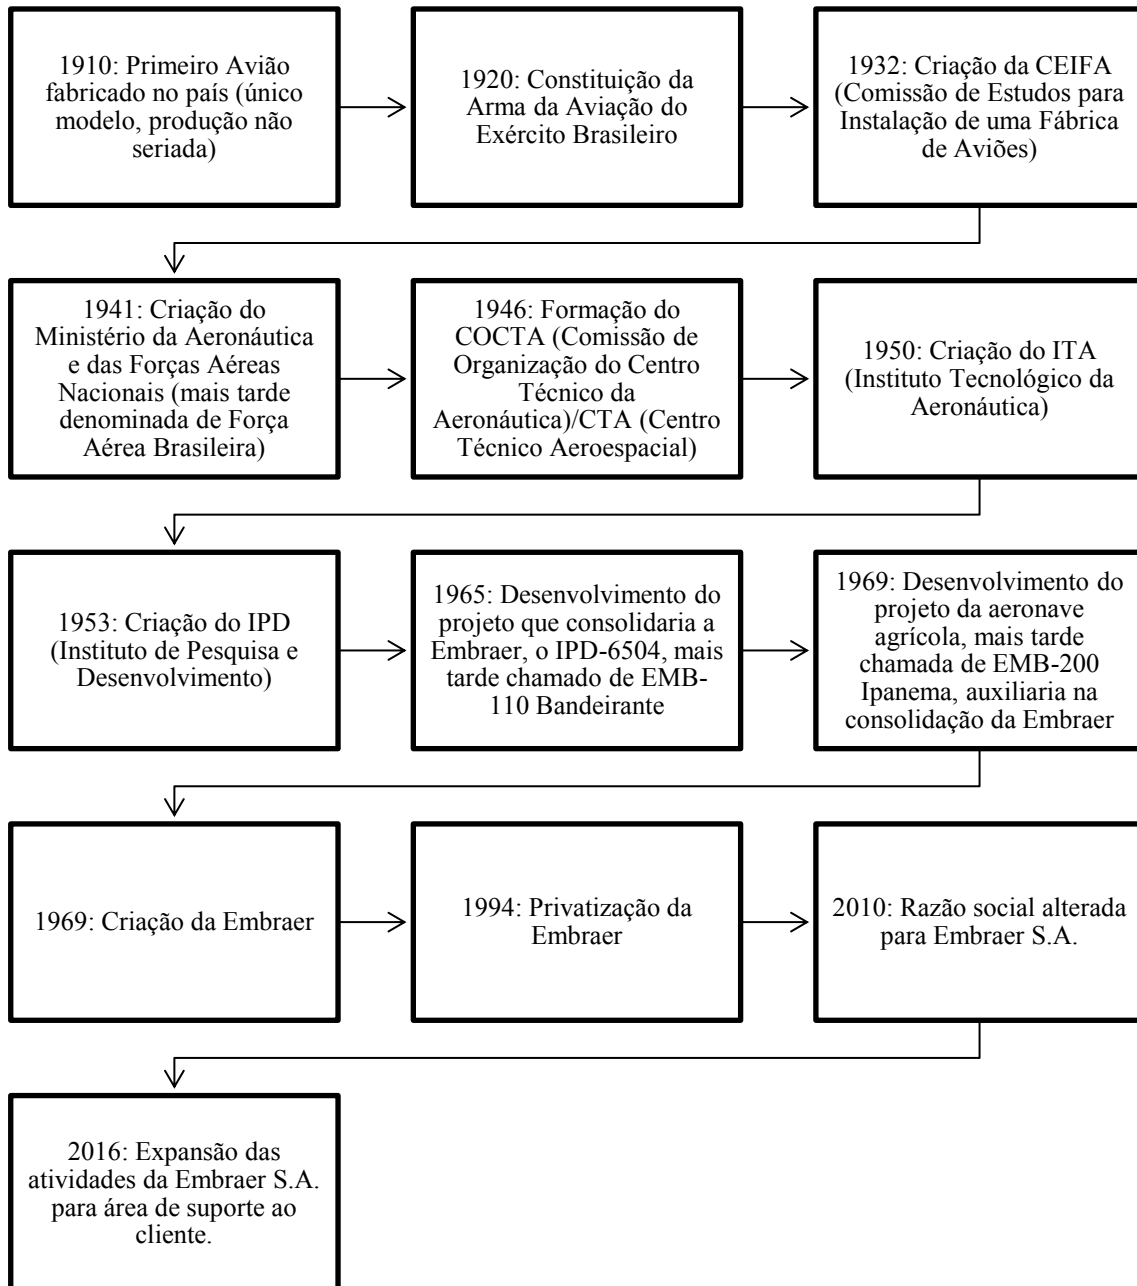 1910: Primeiro Avião
fabricado no país (único
modelo, produção não
seriada)
1920: Constituição da
Arma da Aviação do
Exército Brasileiro
1932: Criação da CEIFA
(Comissão de Estudos para
Instalação de uma Fábrica
de Aviões)
1941: Criação do
Ministério da Aeronáutica
e das Forças Aéreas
Nacionais (mais tarde
denominada de Força
Aérea Brasileira)
1946: Formação do
COCTA (Comissão de
Organização do Centro
Técnico da
Aeronáutica)/CTA (Centro
Técnico Aeroespacial)
1950: Criação do ITA
(Instituto Tecnológico da
Aeronáutica)
1953: Criação do IPD
(Instituto de Pesquisa e
Desenvolvimento)
1965: Desenvolvimento do
projeto que consolidaria a
Embraer, o IPD-6504, mais
tarde chamado de EMB-
110 Bandeirante
1969: Desenvolvimento do
projeto da aeronave
agrícola, mais tarde
chamada de EMB-200
Ipanema, auxiliaria na
consolidação da Embraer
1969: Criação da Embraer
1994: Privatização da
Embraer
2010: Razão social alterada
para Embraer S.A.
2016: Expansão das
atividades da Embraer S.A.
para área de suporte ao
cliente.